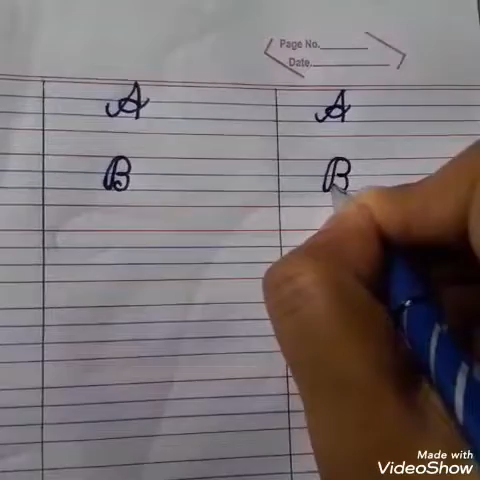 Page No.
Date.
A A
B B
Made with
VideoShow